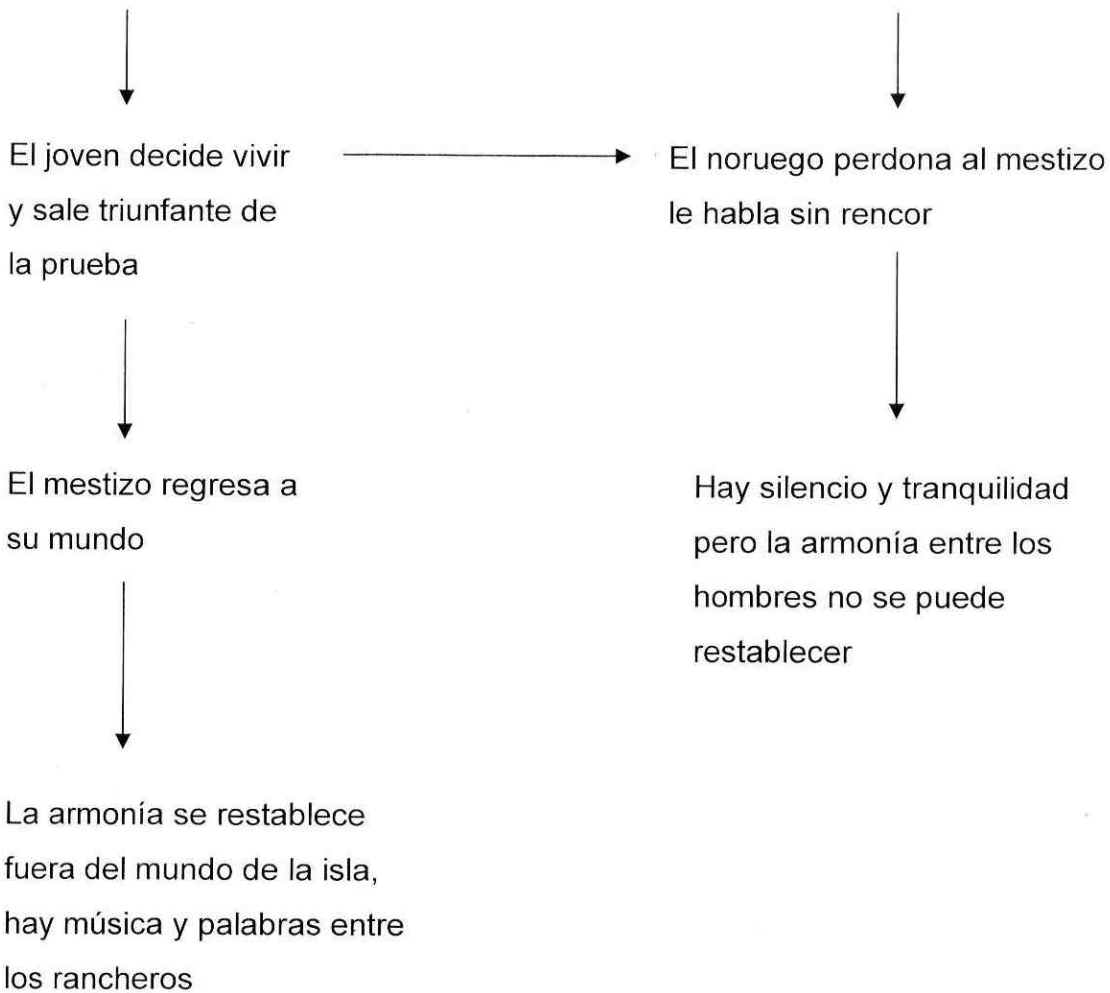 El joven decide vivir
y sale triunfante de
la prueba
El noruego perdona al mestizo
le habla sin rencor
El mestizo regresa a
su mundo
Hay silencio y tranquilidad
pero la armonía entre los
hombres no se puede
restablecer
La armonía se restablece
fuera del mundo de la isla,
hay música y palabras entre
los rancheros